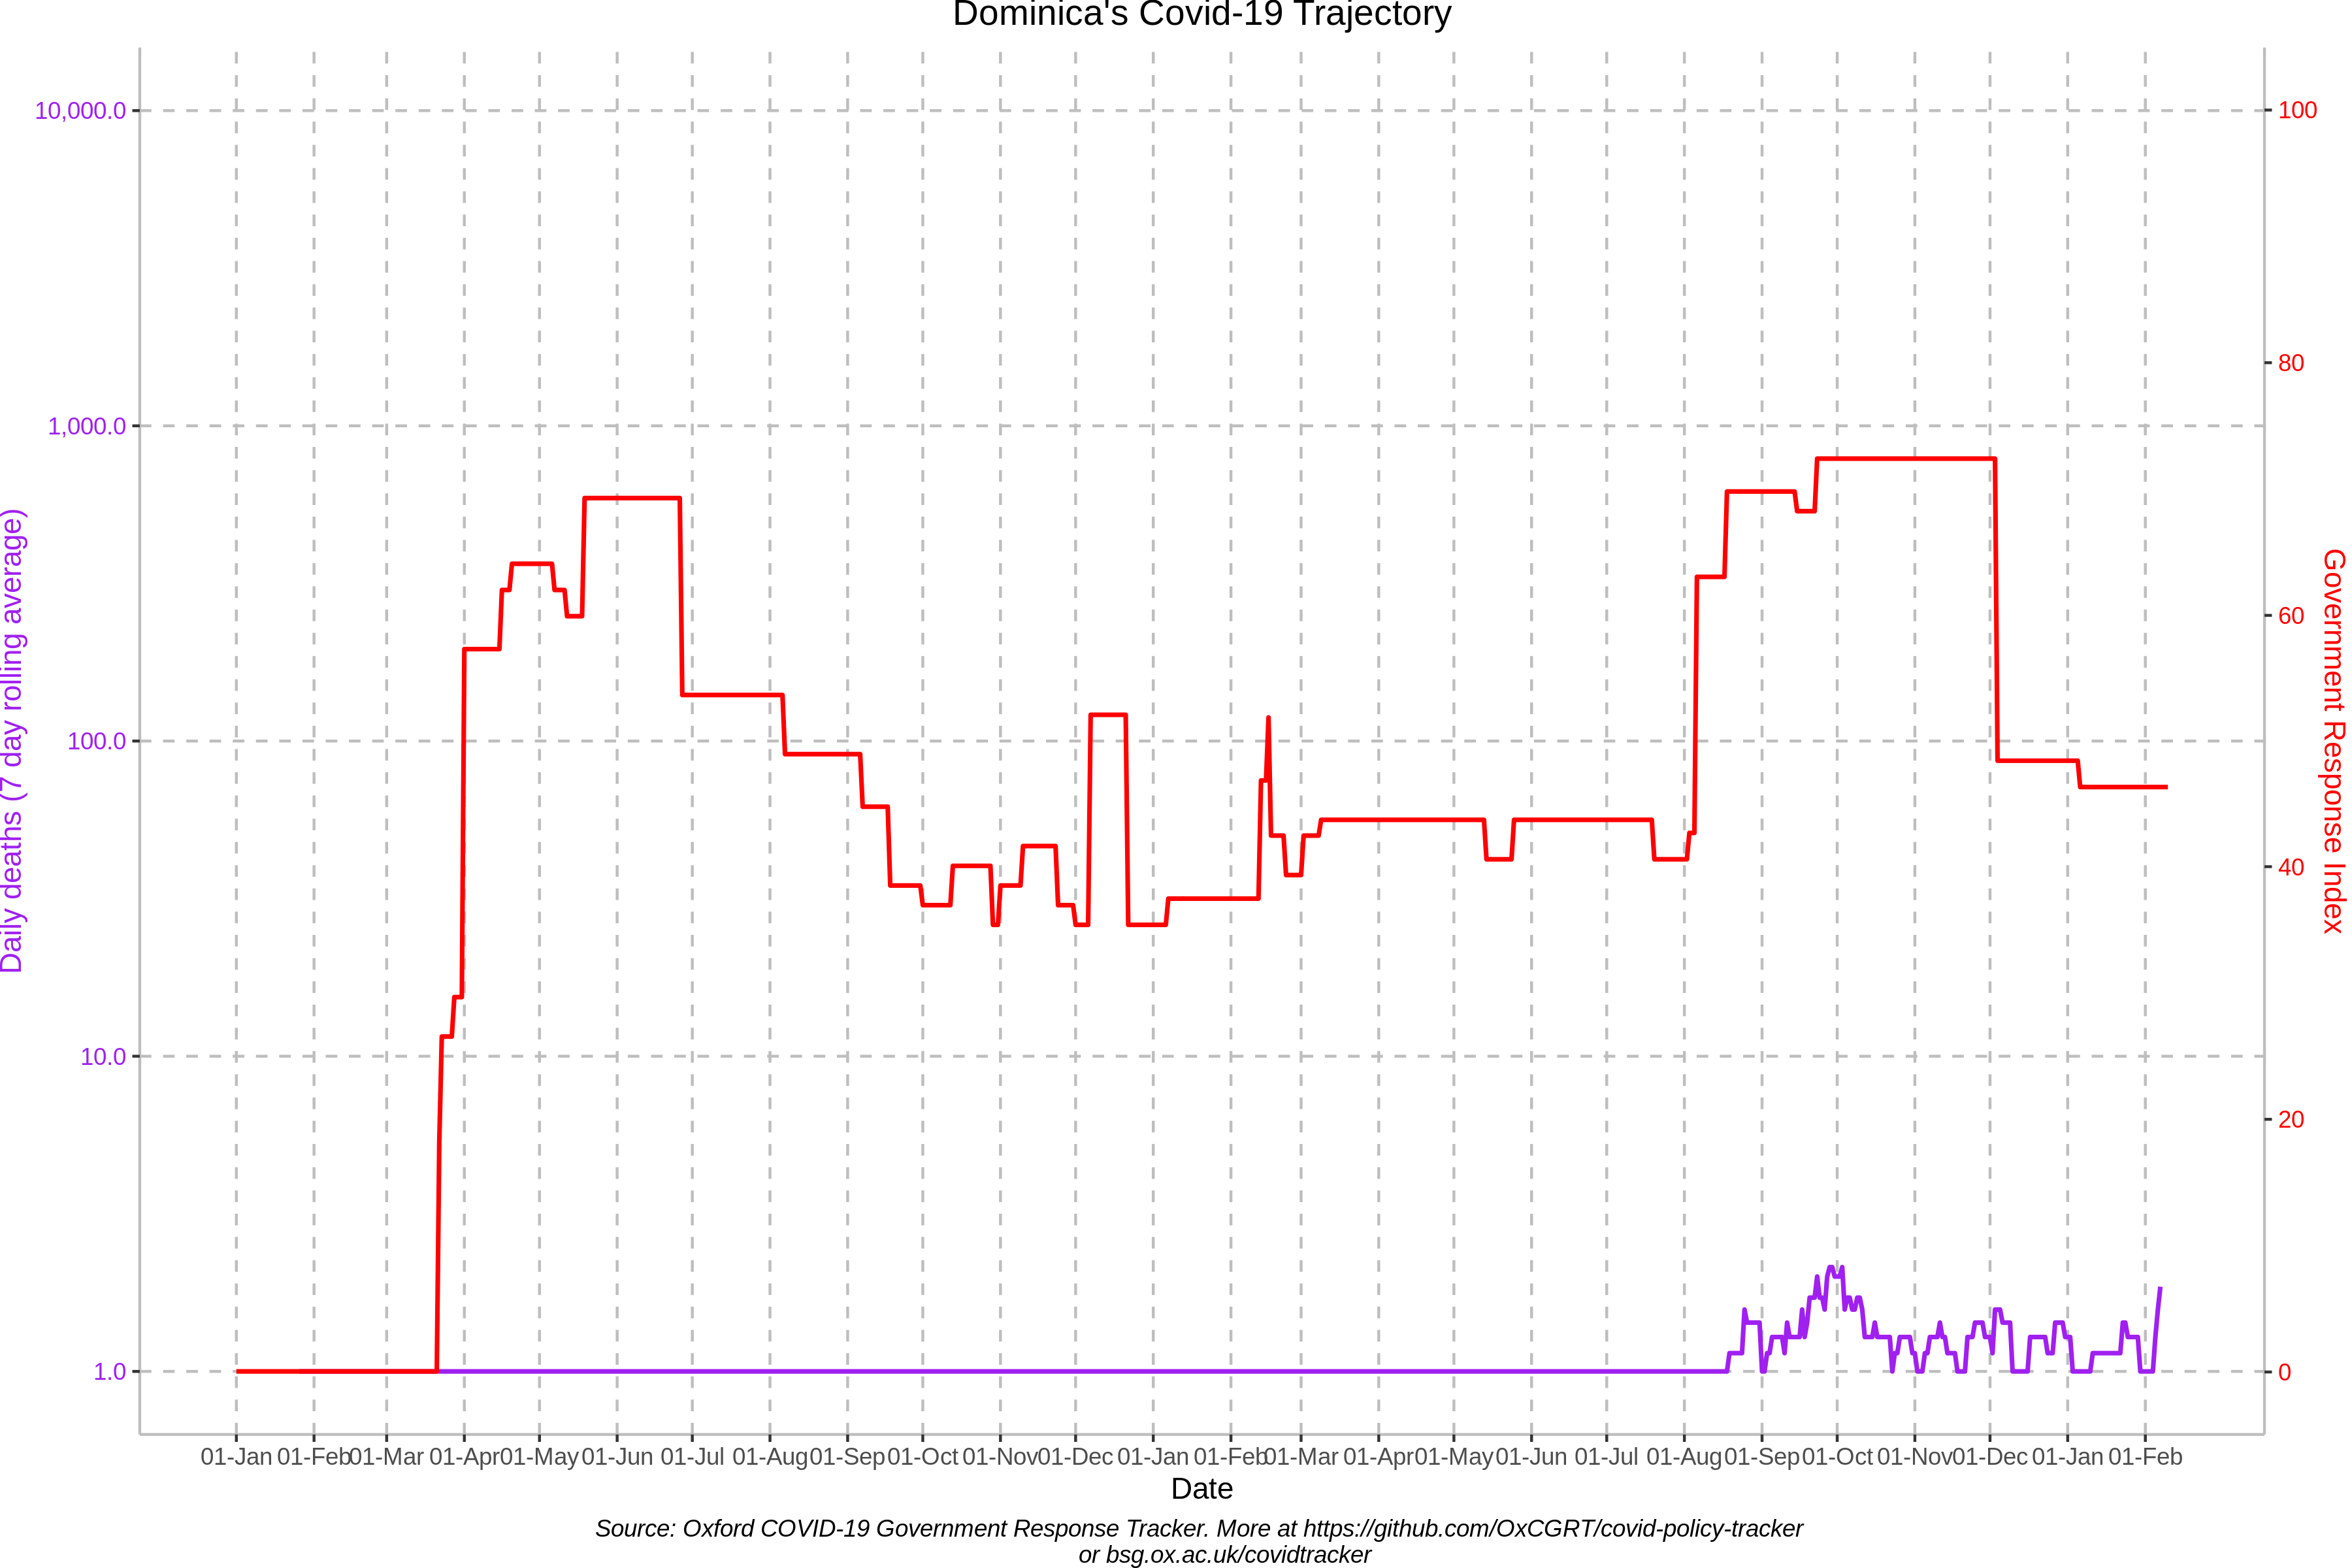 Dominica's Covid-19 Trajectory
10,000.0
1,000.0
100.0
10.0
1.0
Daily deaths (7 day rolling average)
100
80
60
40
20
0
Government Response Index
01-Jan 01-Feb 01-Mar 01-Apr 01-May 01-Jun 01-Jul 01-Aug 01-Sep 01-Oct 01-Nov 01-Dec 01-Jan 01-Feb 01-Mar 01-Apr 01-May 01-Jun 01-Jul 01-Aug 01-Sep 01-Oct 01-Nov 01-Dec 01-Jan 01-Feb
Date
Source: Oxford COVID-19 Government Response Tracker. More at https://github.com/OxCGRT/covid-policy-tracker
or bsg.ox.ac.uk/covidtracker